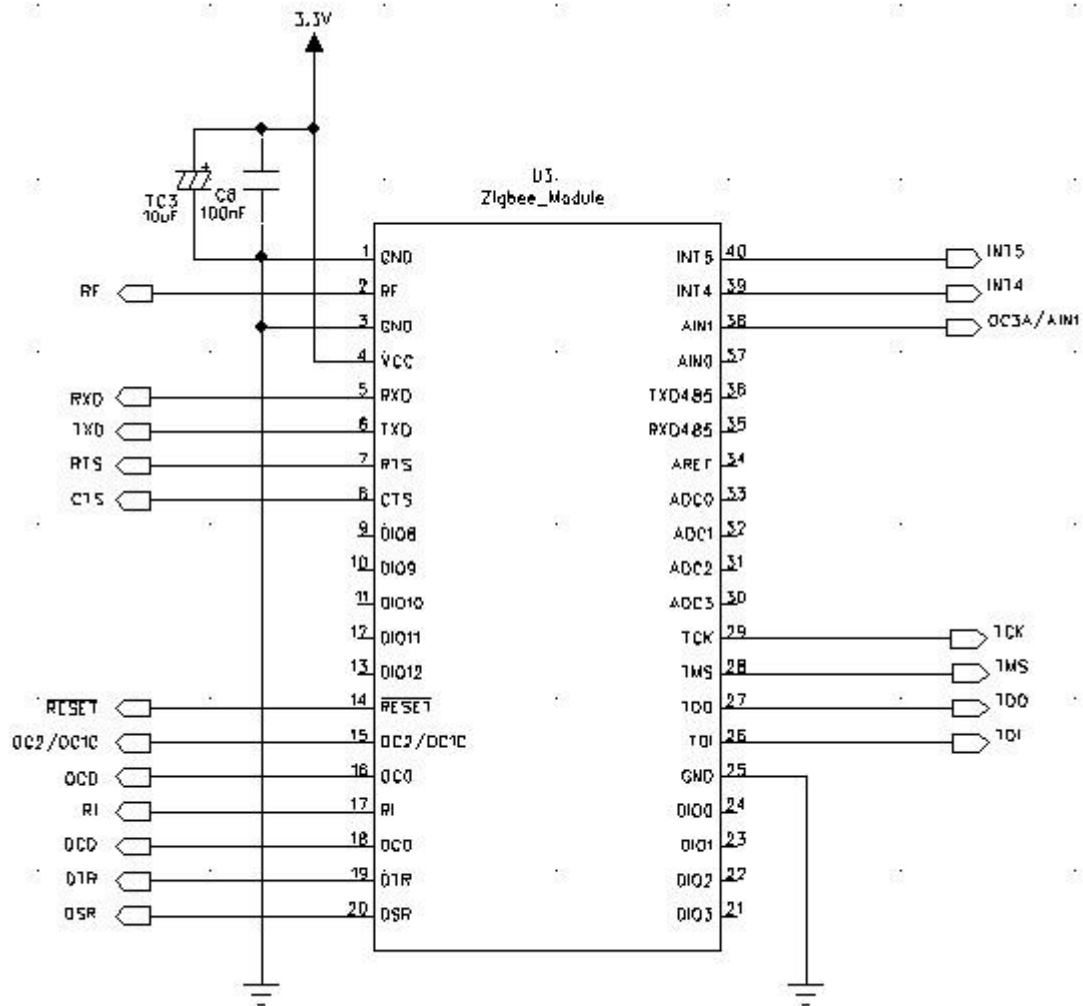 3.3V
U3.
Zigbee_Module
TC3
10uF
C8
100nF
1 GND
INT5 40
INT5
RF
2 RF
INT4 39
INT4
3 GND
AIN1 38
OC3A/AIN1
4 VCC
AIN0 37
RXD
5 RXD
TXD485 36
TXD
6 TXD
RXD485 35
RTS
7 RTS
AREF 34
CTS
8 CTS
ADC0 33
9 DIO8
ADC1 32
10 DIO9
ADC2 31
11 DIO10
ADC3 30
12 DIO11
TCK 29
TCK
13 DIO12
TMS 28
TMS
RESET
14 RESET
TDO 27
TDO
OC2/OC1C
15 OC2/OC1C
TDI 26
TDI
OC0
16 OC0
GND 25
RI
17 RI
DIO0 24
DCD
18 DCD
DIO1 23
DTR
19 DTR
DIO2 22
DSR
20 DSR
DIO3 21